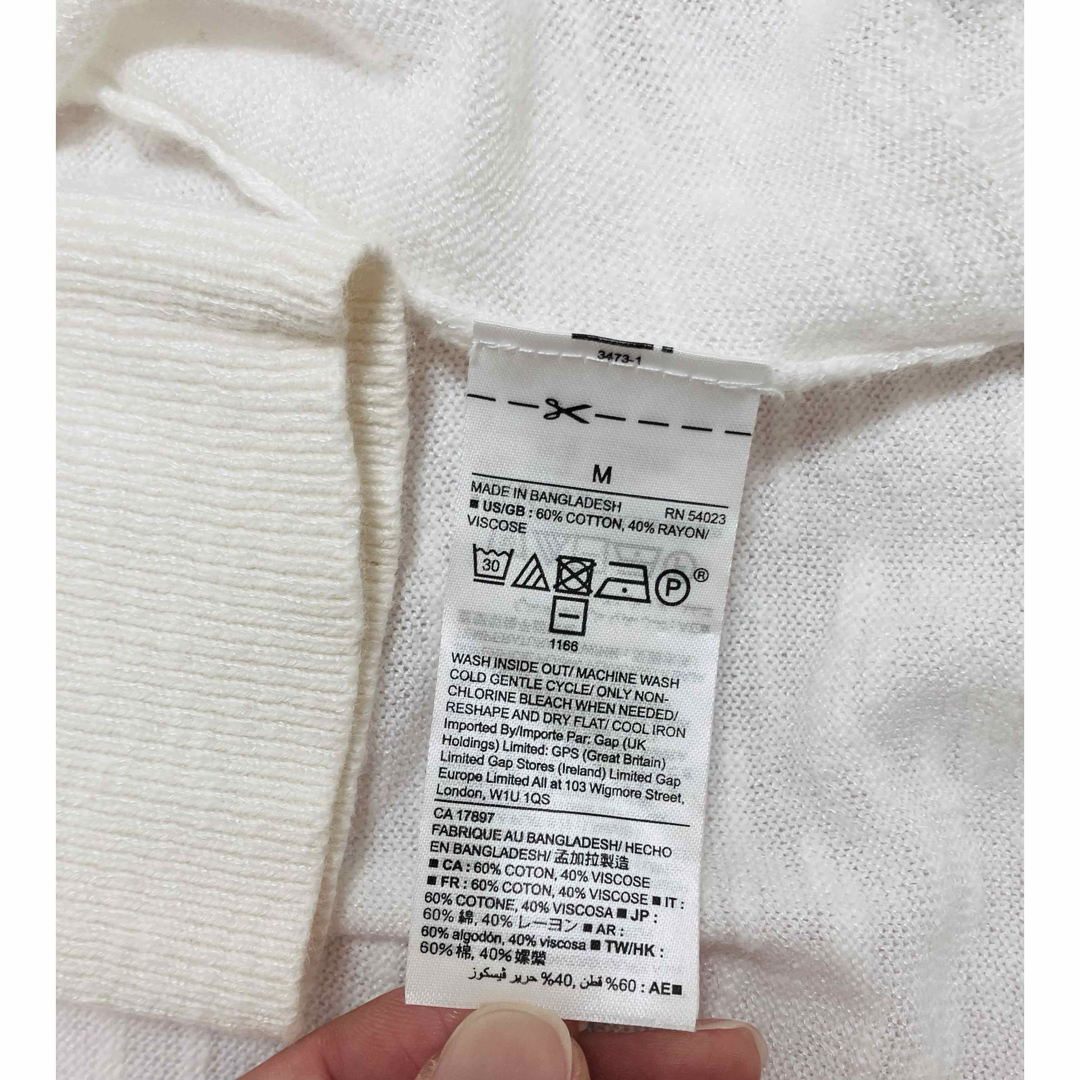 3473-1
M
MADE IN BANGLADESH RN 54023
■ US/GB : 60% COTTON, 40% RAYON/
VISCOSE
30 P ®
1166
WASH INSIDE OUT/ MACHINE WASH
COLD GENTLE CYCLE/ ONLY NON-
CHLORINE BLEACH WHEN NEEDED/
RESHAPE AND DRY FLAT/ COOL IRON
Imported By/Importe Par: Gap (UK
Holdings) Limited: GPS (Great Britain)
Limited Gap Stores (Ireland) Limited Gap
Europe Limited All at 103 Wigmore Street,
London, W1U 1QS
CA 17897
FABRIQUE AU BANGLADESH/ HECHO
EN BANGLADESH/ 孟加拉製造
■ CA : 60% COTON, 40% VISCOSE
■ FR : 60% COTON, 40% VISCOSE ■ IT :
60% COTONE, 40% VISCOSA ■ JP :
60% 綿, 40% レーヨン ■ AR :
60% algodón, 40% viscosa ■ TW/HK :
60% 棉, 40% 嫘縈
■AE : %60 قطن, %40 حرير ڤيسكوز